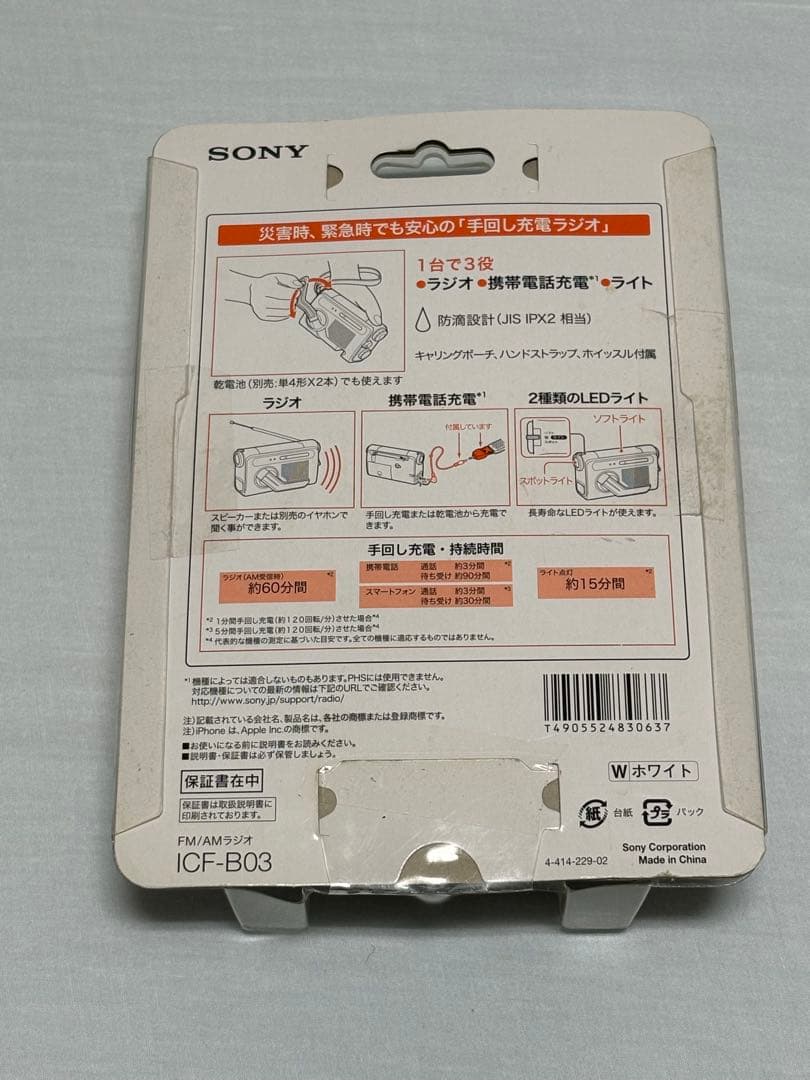 SONY
災害時、緊急時でも安心の「手回し充電ラジオ」
1台で3役
●ラジオ ●携帯電話充電*1 ●ライト
防滴設計(JIS IPX2 相当)
キャリングポーチ、ハンドストラップ、ホイッスル付属
乾電池(別売:単4形X2本)でも使えます
ラジオ
スピーカーまたは別売のイヤホンで
聞く事ができます。
携帯電話充電*1
付属しています
手回し充電または乾電池から充電で
きます。
2種類のLEDライト
ソフトライト
スポットライト
長寿命なLEDライトが使えます。
手回し充電・持続時間
ラジオ(AM受信時) *2
約60分間
携帯電話 通話 約3分間 *2
待ち受け 約90分間
スマートフォン 通話 約3分間 *3
待ち受け 約30分間
ライト点灯 *2
約15分間
*2 1分間手回し充電(約120回転/分)させた場合*4
*3 5分間手回し充電(約120回転/分)させた場合*4
*4 代表的な機種の測定に基づいた目安です。全ての機種に適応するものではありません。
*1 機種によっては適合しないものもあります。PHSには使用できません。
対応機種についての最新の情報は下記のURLでご確認ください。
http://www.sony.jp/support/radio/
注)記載されている会社名、製品名は、各社の商標または登録商標です。
注)iPhone は、Apple Inc.の商標です。
■お使いになる前に説明書をお読みください。
■説明書・保証書は必ず保管しましょう。
T4905524830637
保証書在中
保証書は取扱説明書に
印刷されております。
W ホワイト
紙 台紙 プラ パック
FM/AMラジオ
ICF-B03
4-414-229-02
Sony Corporation
Made in China